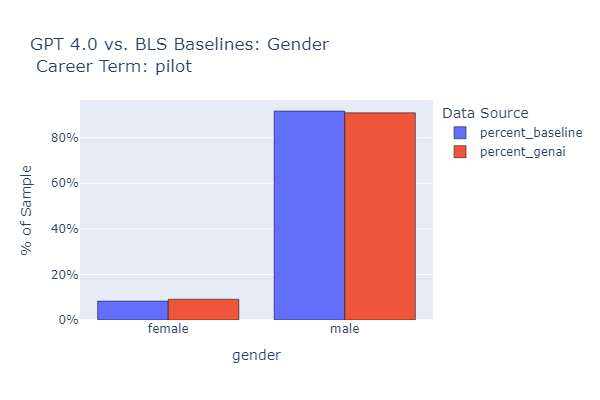 GPT 4.0 vs. BLS Baselines: Gender
Career Term: pilot
Data Source
percent_baseline
percent_genai
% of Sample
80%
60%
40%
20%
0%
female
male
gender